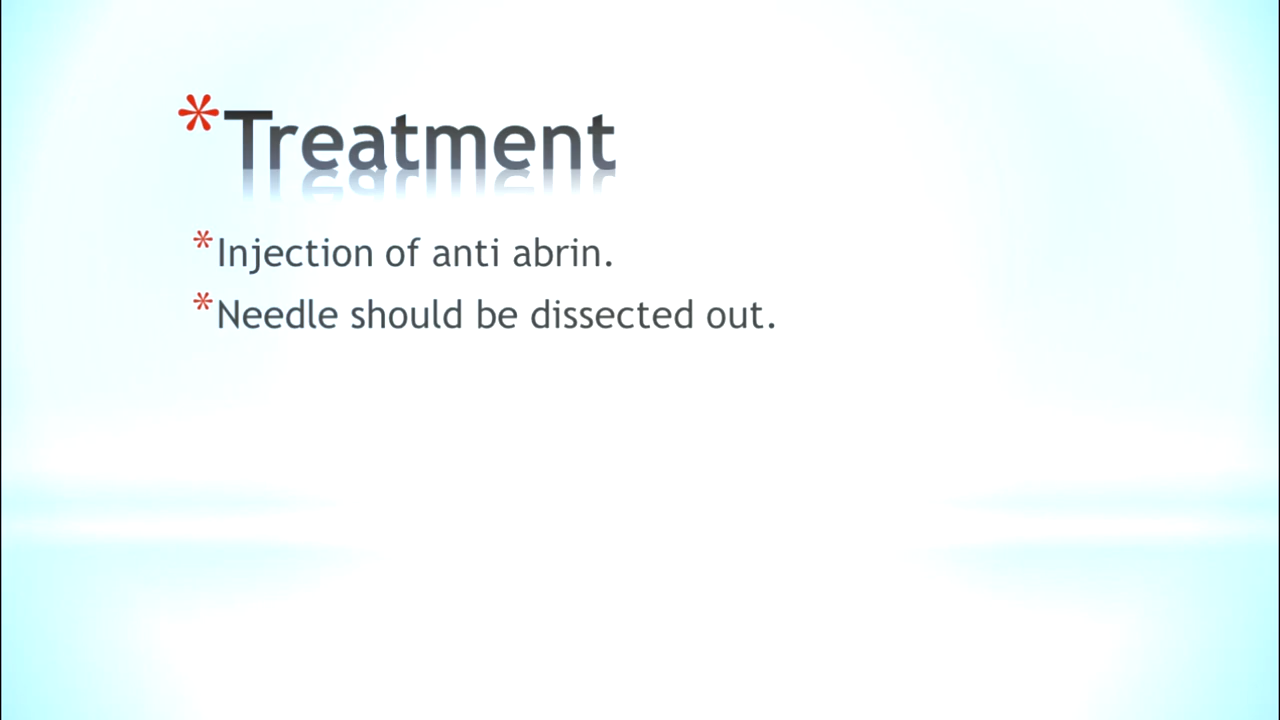 *Treatment
*Injection of anti abrin.
*Needle should be dissected out.